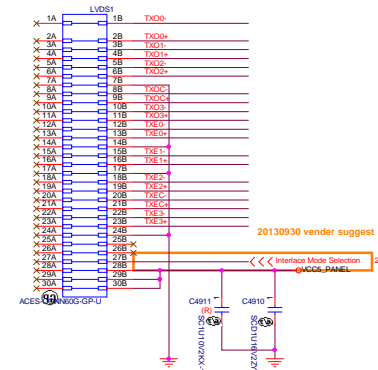 LVDS1
1A 1B TXO0-
2A 2B TXO0+
3A 3B TXO1-
4A 4B TXO1+
5A 5B TXO2-
6A 6B TXO2+
7A 7B
8A 8B TXOC-
9A 9B TXOC+
10A 10B TXO3-
11A 11B TXO3+
12A 12B TXE0-
13A 13B TXE0+
14A 14B
15A 15B TXE1-
16A 16B TXE1+
17A 17B
18A 18B TXE2-
19A 19B TXE2+
20A 20B TXEC-
21A 21B TXEC+
22A 22B TXE3-
23A 23B TXE3+
24A 24B
25A 25B
26A 26B
27A 27B
28A 28B
29A 29B
30A 30B
20130930 vender suggest
Interlace Mode Selection 2
VCC5_PANEL
C4911 1
(R)
C4910 1